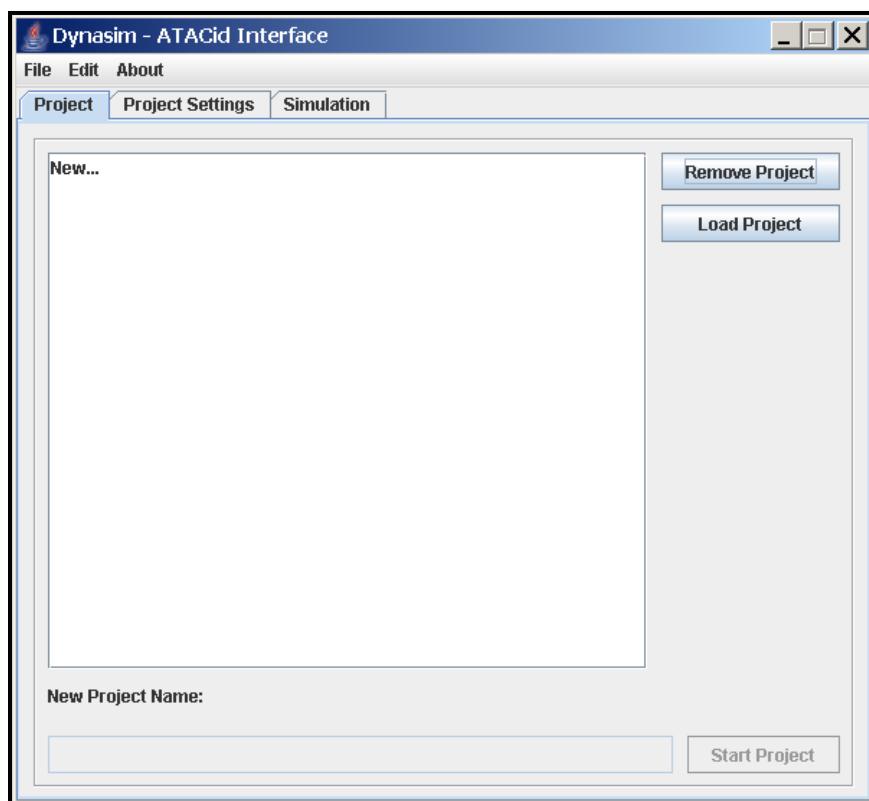 Dynasim - ATACid Interface
File Edit About
Project Project Settings Simulation
New...
Remove Project
Load Project
New Project Name:
Start Project